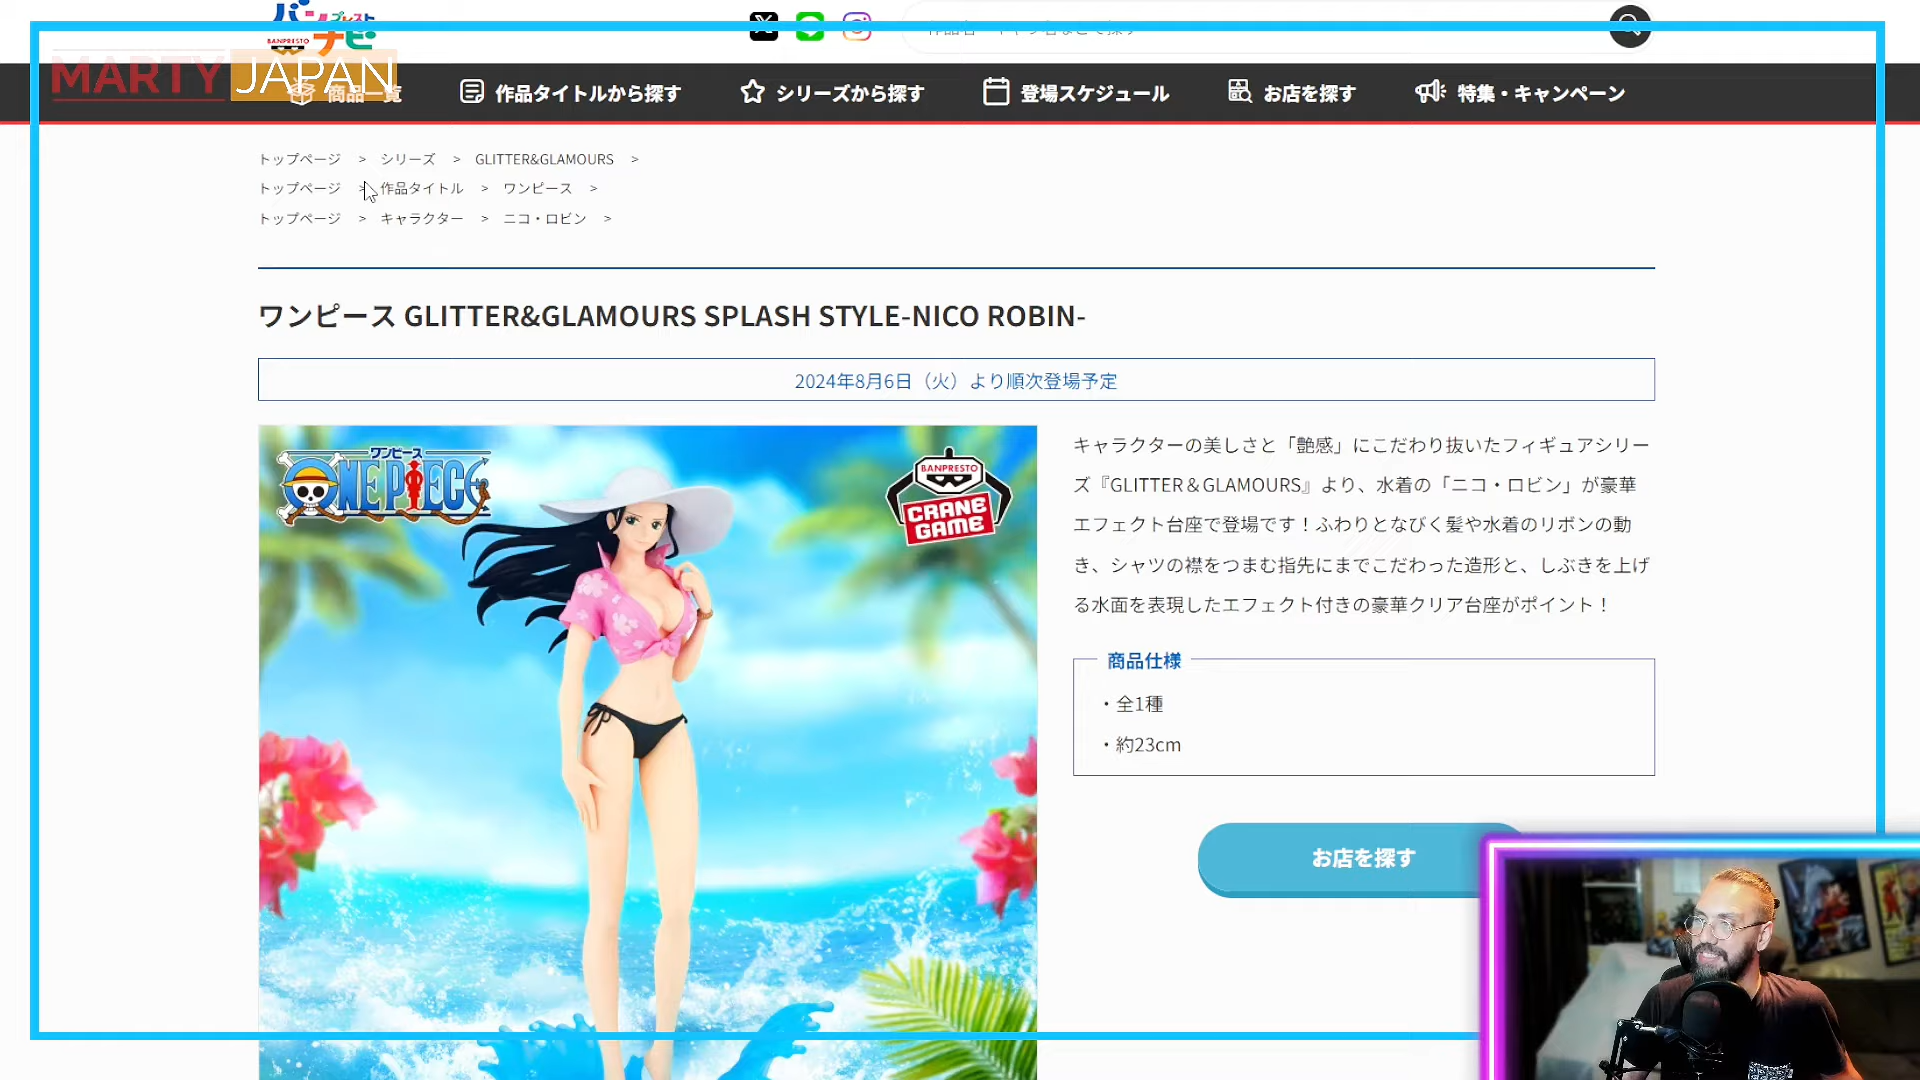 バンプレストナビ
BANPRESTO
MARTY JAPAN
商品一覧
作品タイトルから探す
シリーズから探す
登場スケジュール
お店を探す
特集・キャンペーン
トップページ > シリーズ > GLITTER&GLAMOURS >
トップページ > 作品タイトル > ワンピース >
トップページ > キャラクター > ニコ・ロビン >
ワンピース GLITTER&GLAMOURS SPLASH STYLE-NICO ROBIN-
2024年8月6日（火）より順次登場予定
ワンピース
ONE PIECE
BANPRESTO
CRANE
GAME
キャラクターの美しさと「艶感」にこだわり抜いたフィギュアシリー
ズ『GLITTER＆GLAMOURS』より、水着の「ニコ・ロビン」が豪華
エフェクト台座で登場です！ふわりとなびく髪や水着のリボンの動
き、シャツの襟をつまむ指先にまでこだわった造形と、しぶきを上げ
る水面を表現したエフェクト付きの豪華クリア台座がポイント！
商品仕様
・全1種
・約23cm
お店を探す